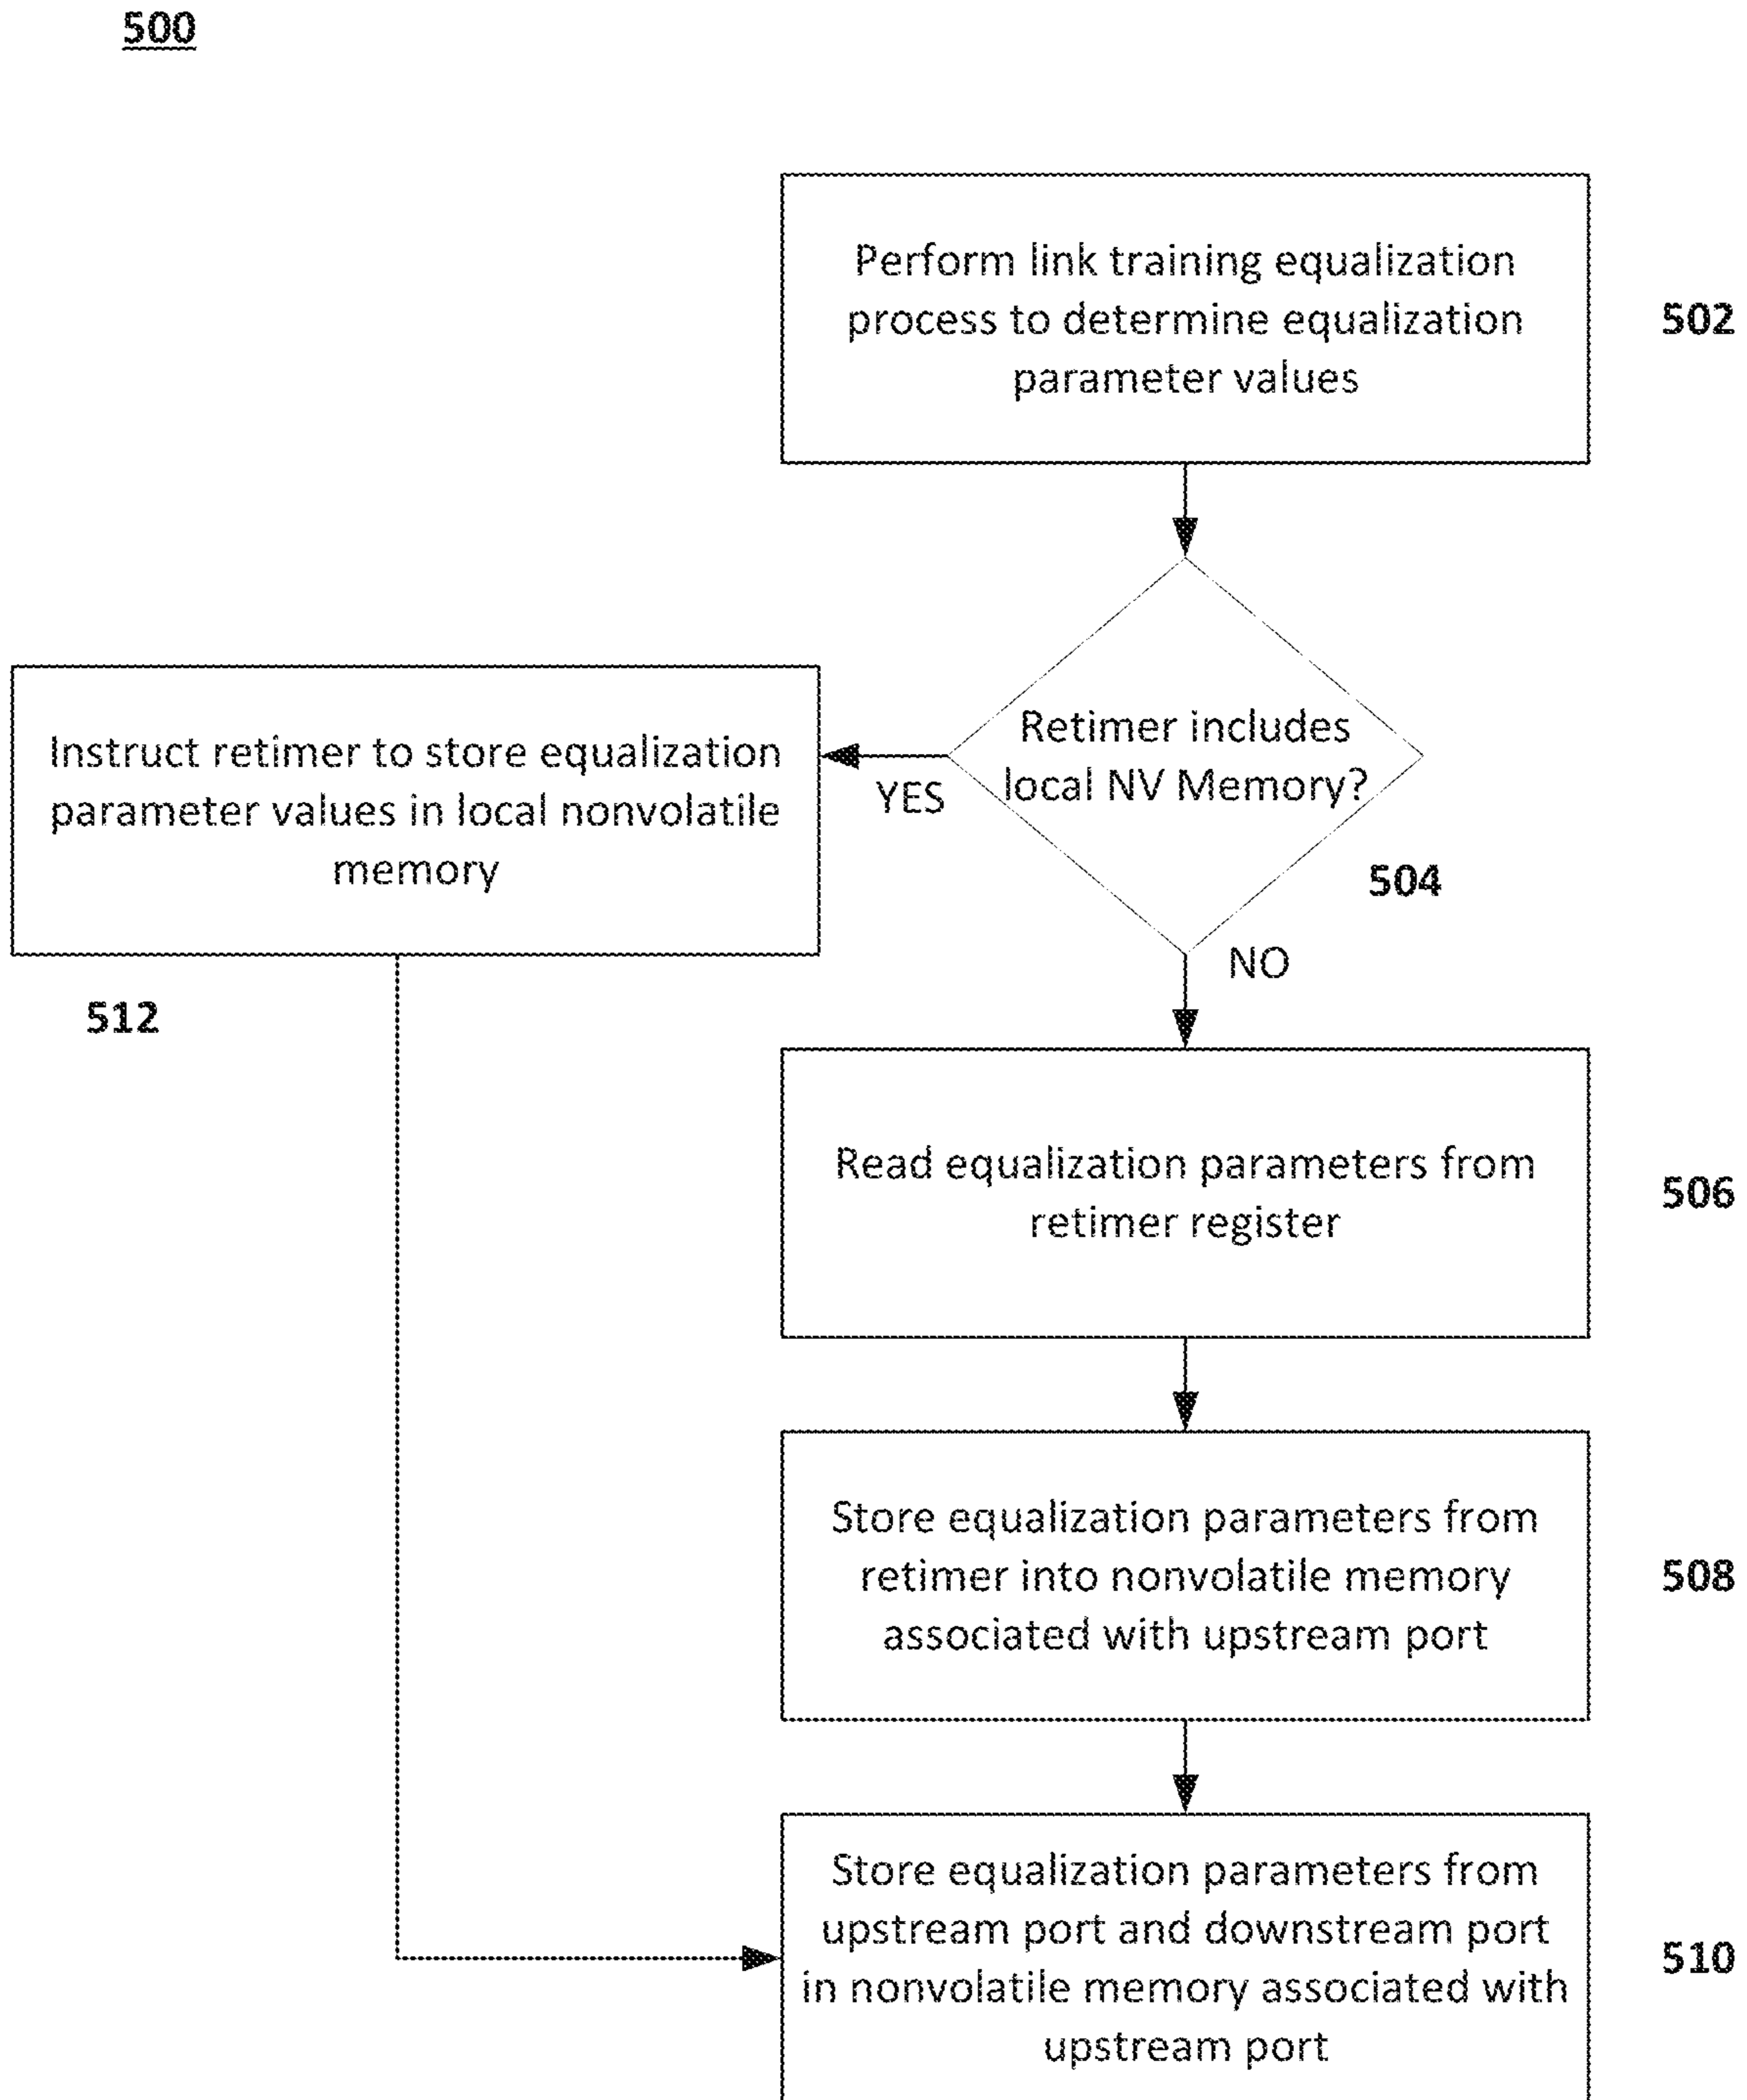 500
Perform link training equalization
process to determine equalization
parameter values
502
Retimer includes
local NV Memory?
504
YES
NO
Instruct retimer to store equalization
parameter values in local nonvolatile
memory
512
Read equalization parameters from
retimer register
506
Store equalization parameters from
retimer into nonvolatile memory
associated with upstream port
508
Store equalization parameters from
upstream port and downstream port
in nonvolatile memory associated with
upstream port
510